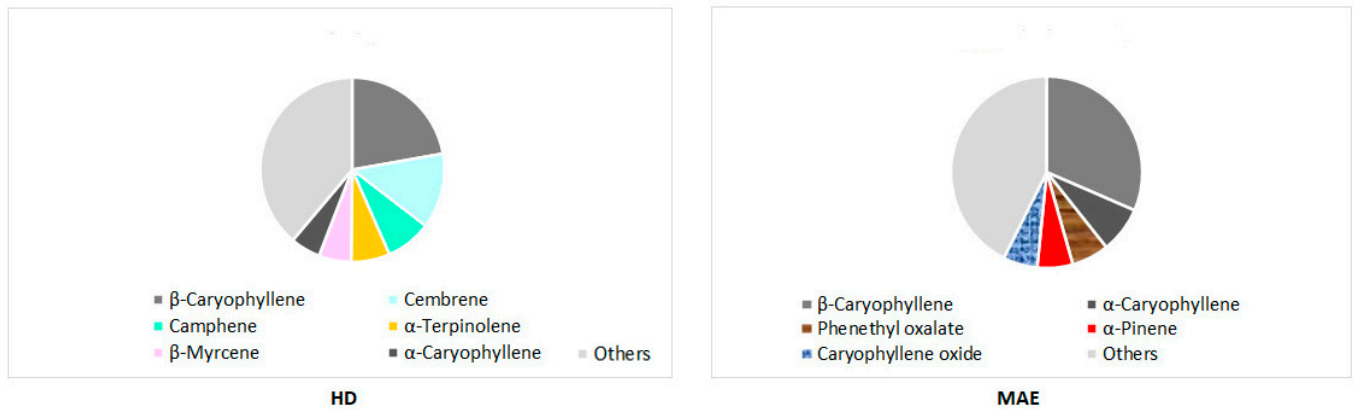 β-Caryophyllene Cembrene
Camphene α-Terpinolene
β-Myrcene α-Caryophyllene Others
HD
β-Caryophyllene α-Caryophyllene
Phenethyl oxalate α-Pinene
Caryophyllene oxide Others
MAE